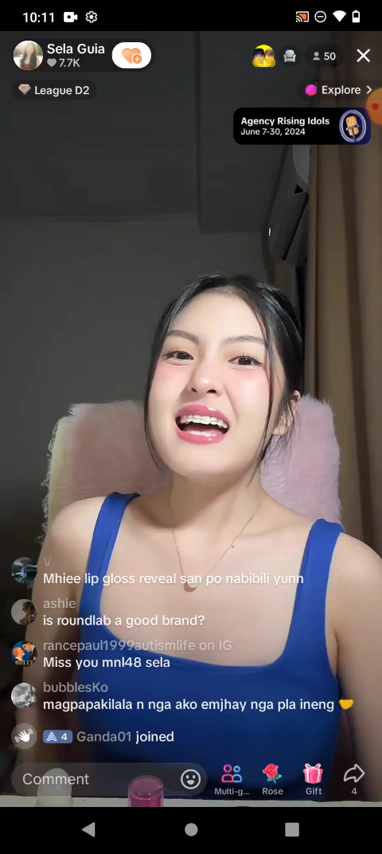 10:11
Sela Guia
7.7K
50
League D2
Explore
Agency Rising Idols
June 7-30, 2024
V
Mhiee lip gloss reveal san po nabibili yunn
ashie
is roundlab a good brand?
rancepaul1999autismlife on IG
Miss you mnl48 sela
bubblesKo
magpapakilala n nga ako emjhay nga pla ineng 🤝
4 Ganda01 joined
Comment
Multi-g...
Rose
Gift
4